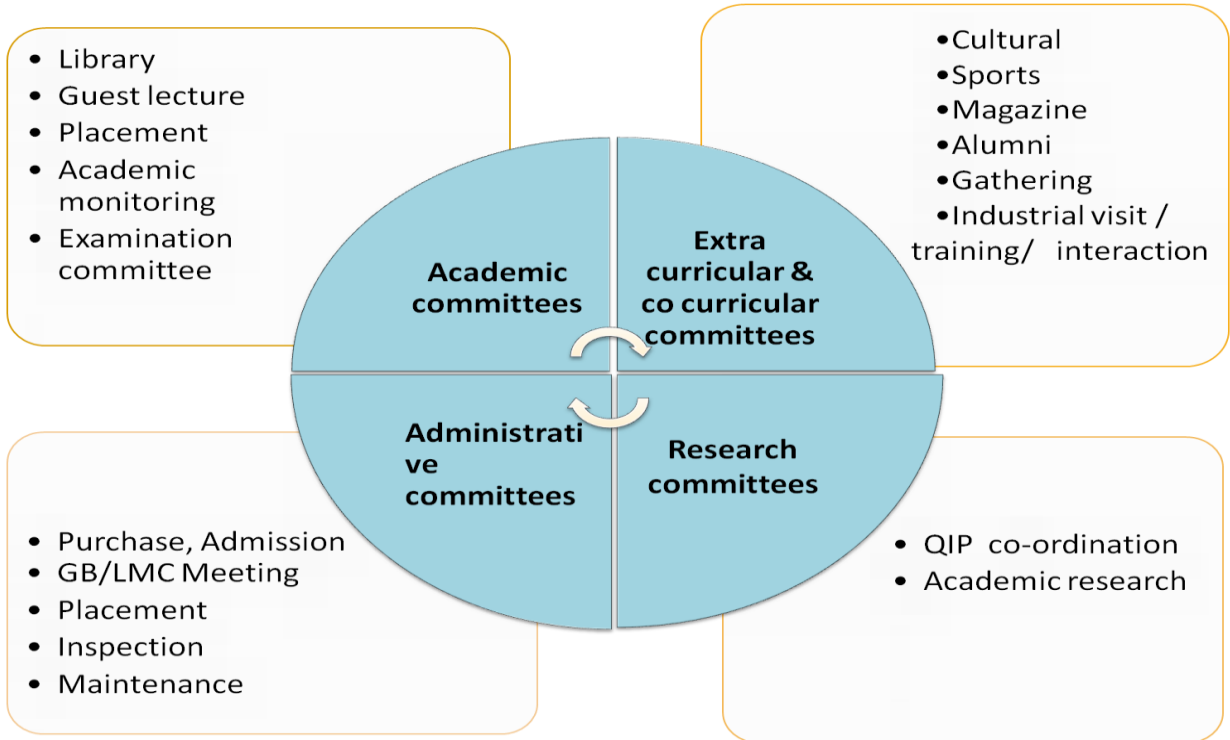 • Library
• Guest lecture
• Placement
• Academic
monitoring
• Examination
committee
•Cultural
•Sports
•Magazine
•Alumni
•Gathering
•Industrial visit /
training/ interaction
Academic
committees
Extra
curricular &
co curricular
committees
Administrati
ve
committees
Research
committees
• Purchase, Admission
• GB/LMC Meeting
• Placement
• Inspection
• Maintenance
• QIP co-ordination
• Academic research